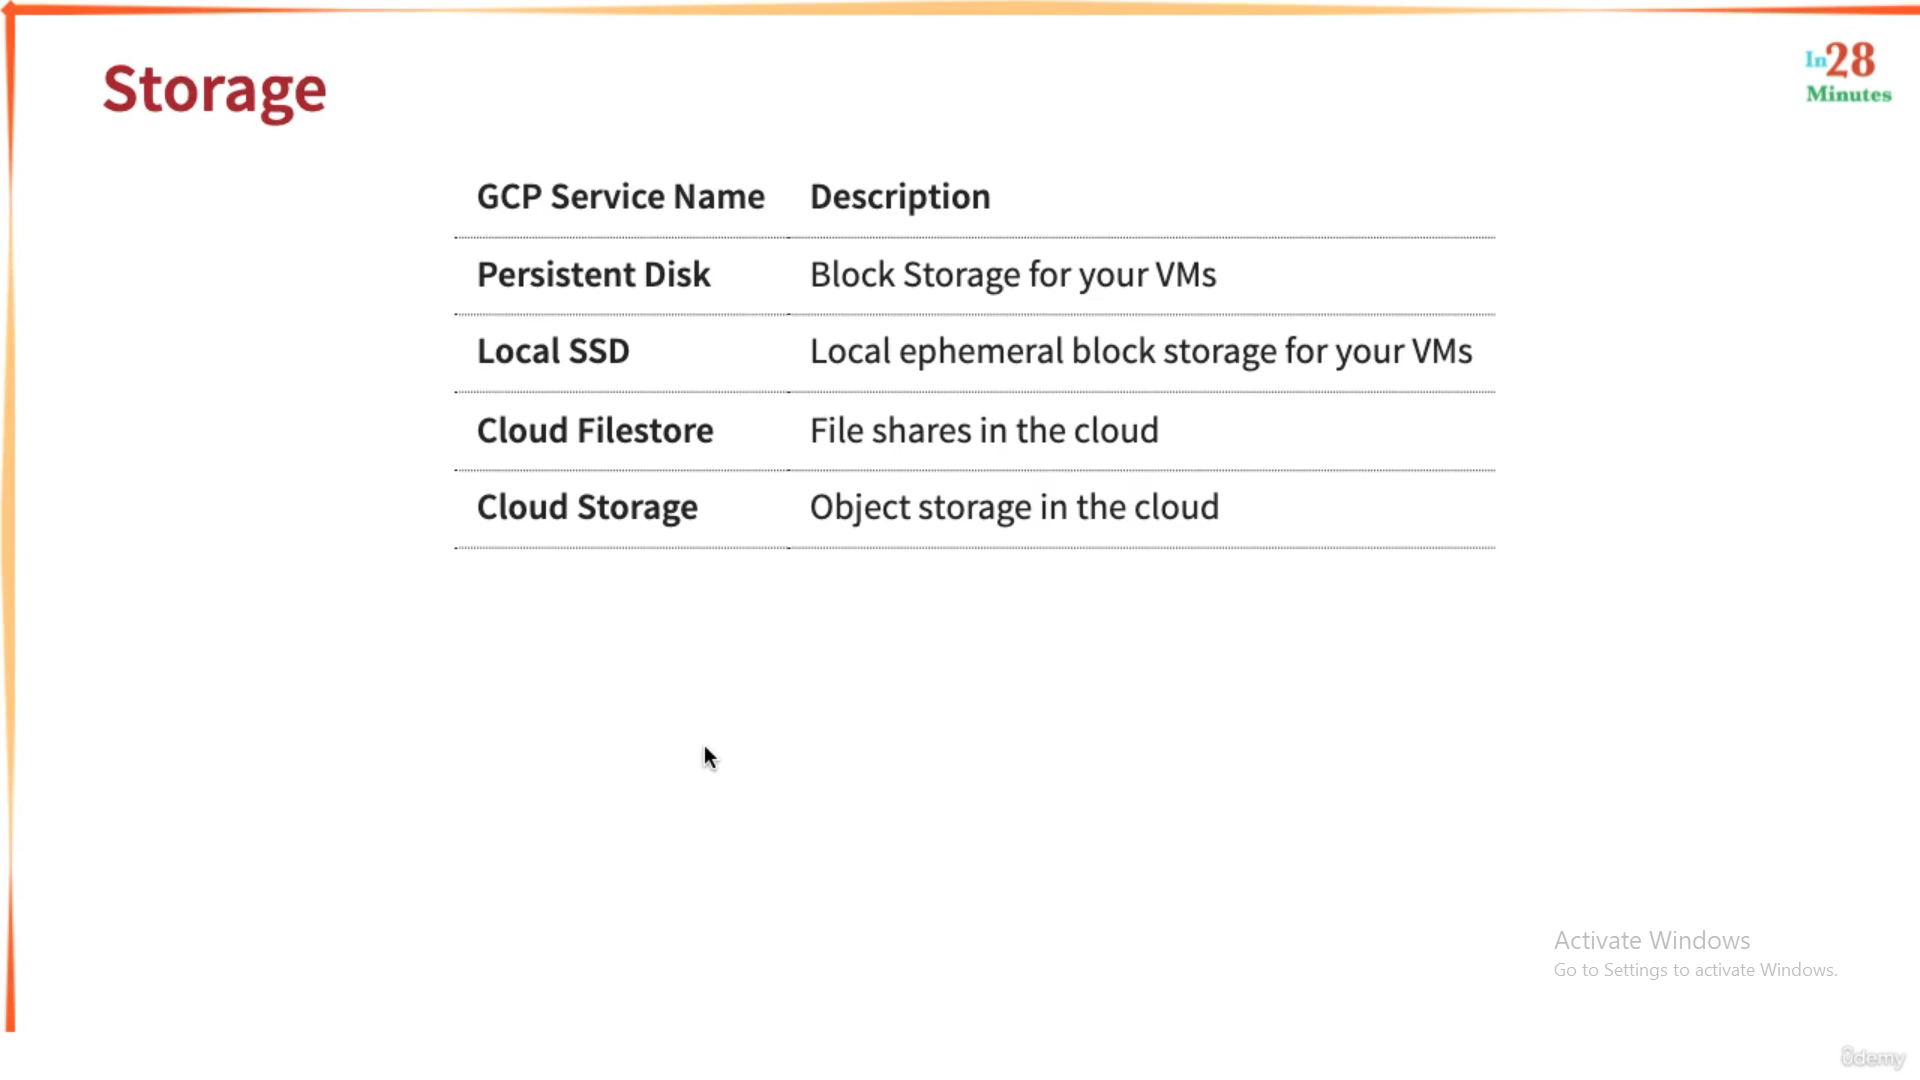 Storage
In28
Minutes
GCP Service Name Description
Persistent Disk Block Storage for your VMs
Local SSD Local ephemeral block storage for your VMs
Cloud Filestore File shares in the cloud
Cloud Storage Object storage in the cloud
Activate Windows
Go to Settings to activate Windows.
ûdemy